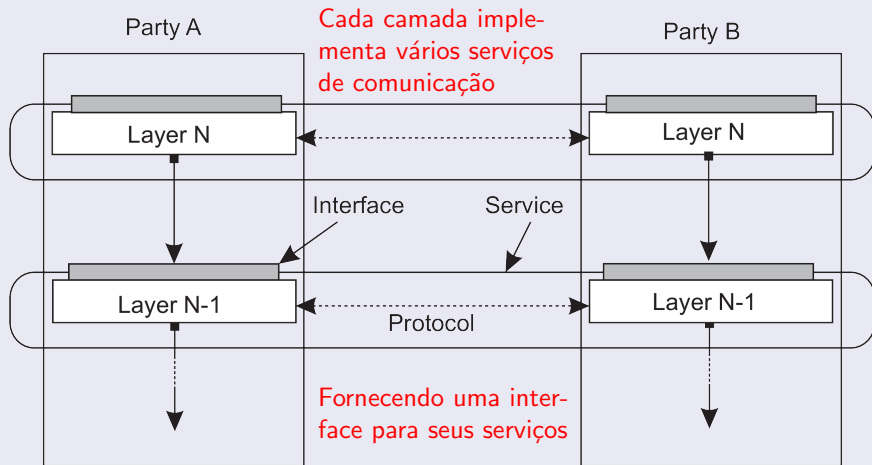 Party A
Cada camada imple-
menta vários serviços
de comunicação
Party B
Layer N
Layer N
Interface
Service
Layer N-1
Layer N-1
Protocol
Fornecendo uma inter-
face para seus serviços